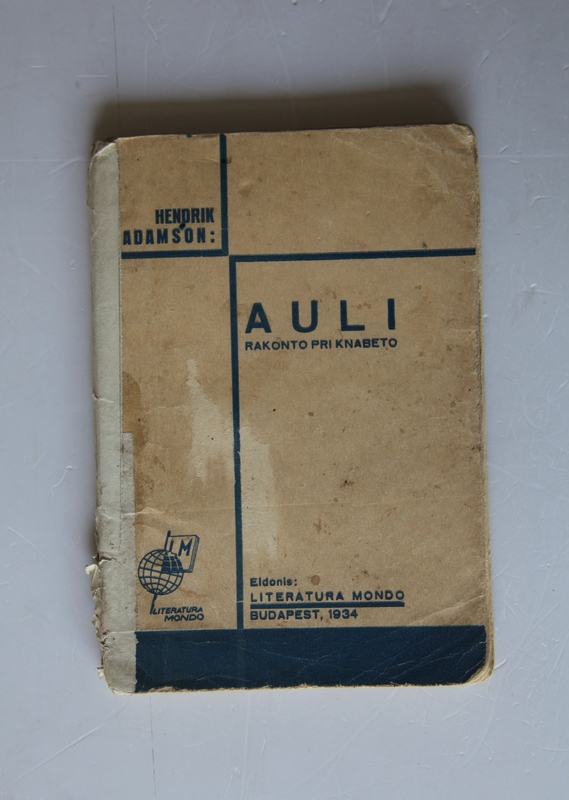 HENDRIK
ADAMSON:
AULI
RAKONTO PRI KNABETO
LM
LITERATURA
MONDO
Eldonis:
LITERATURA MONDO
BUDAPEST, 1934